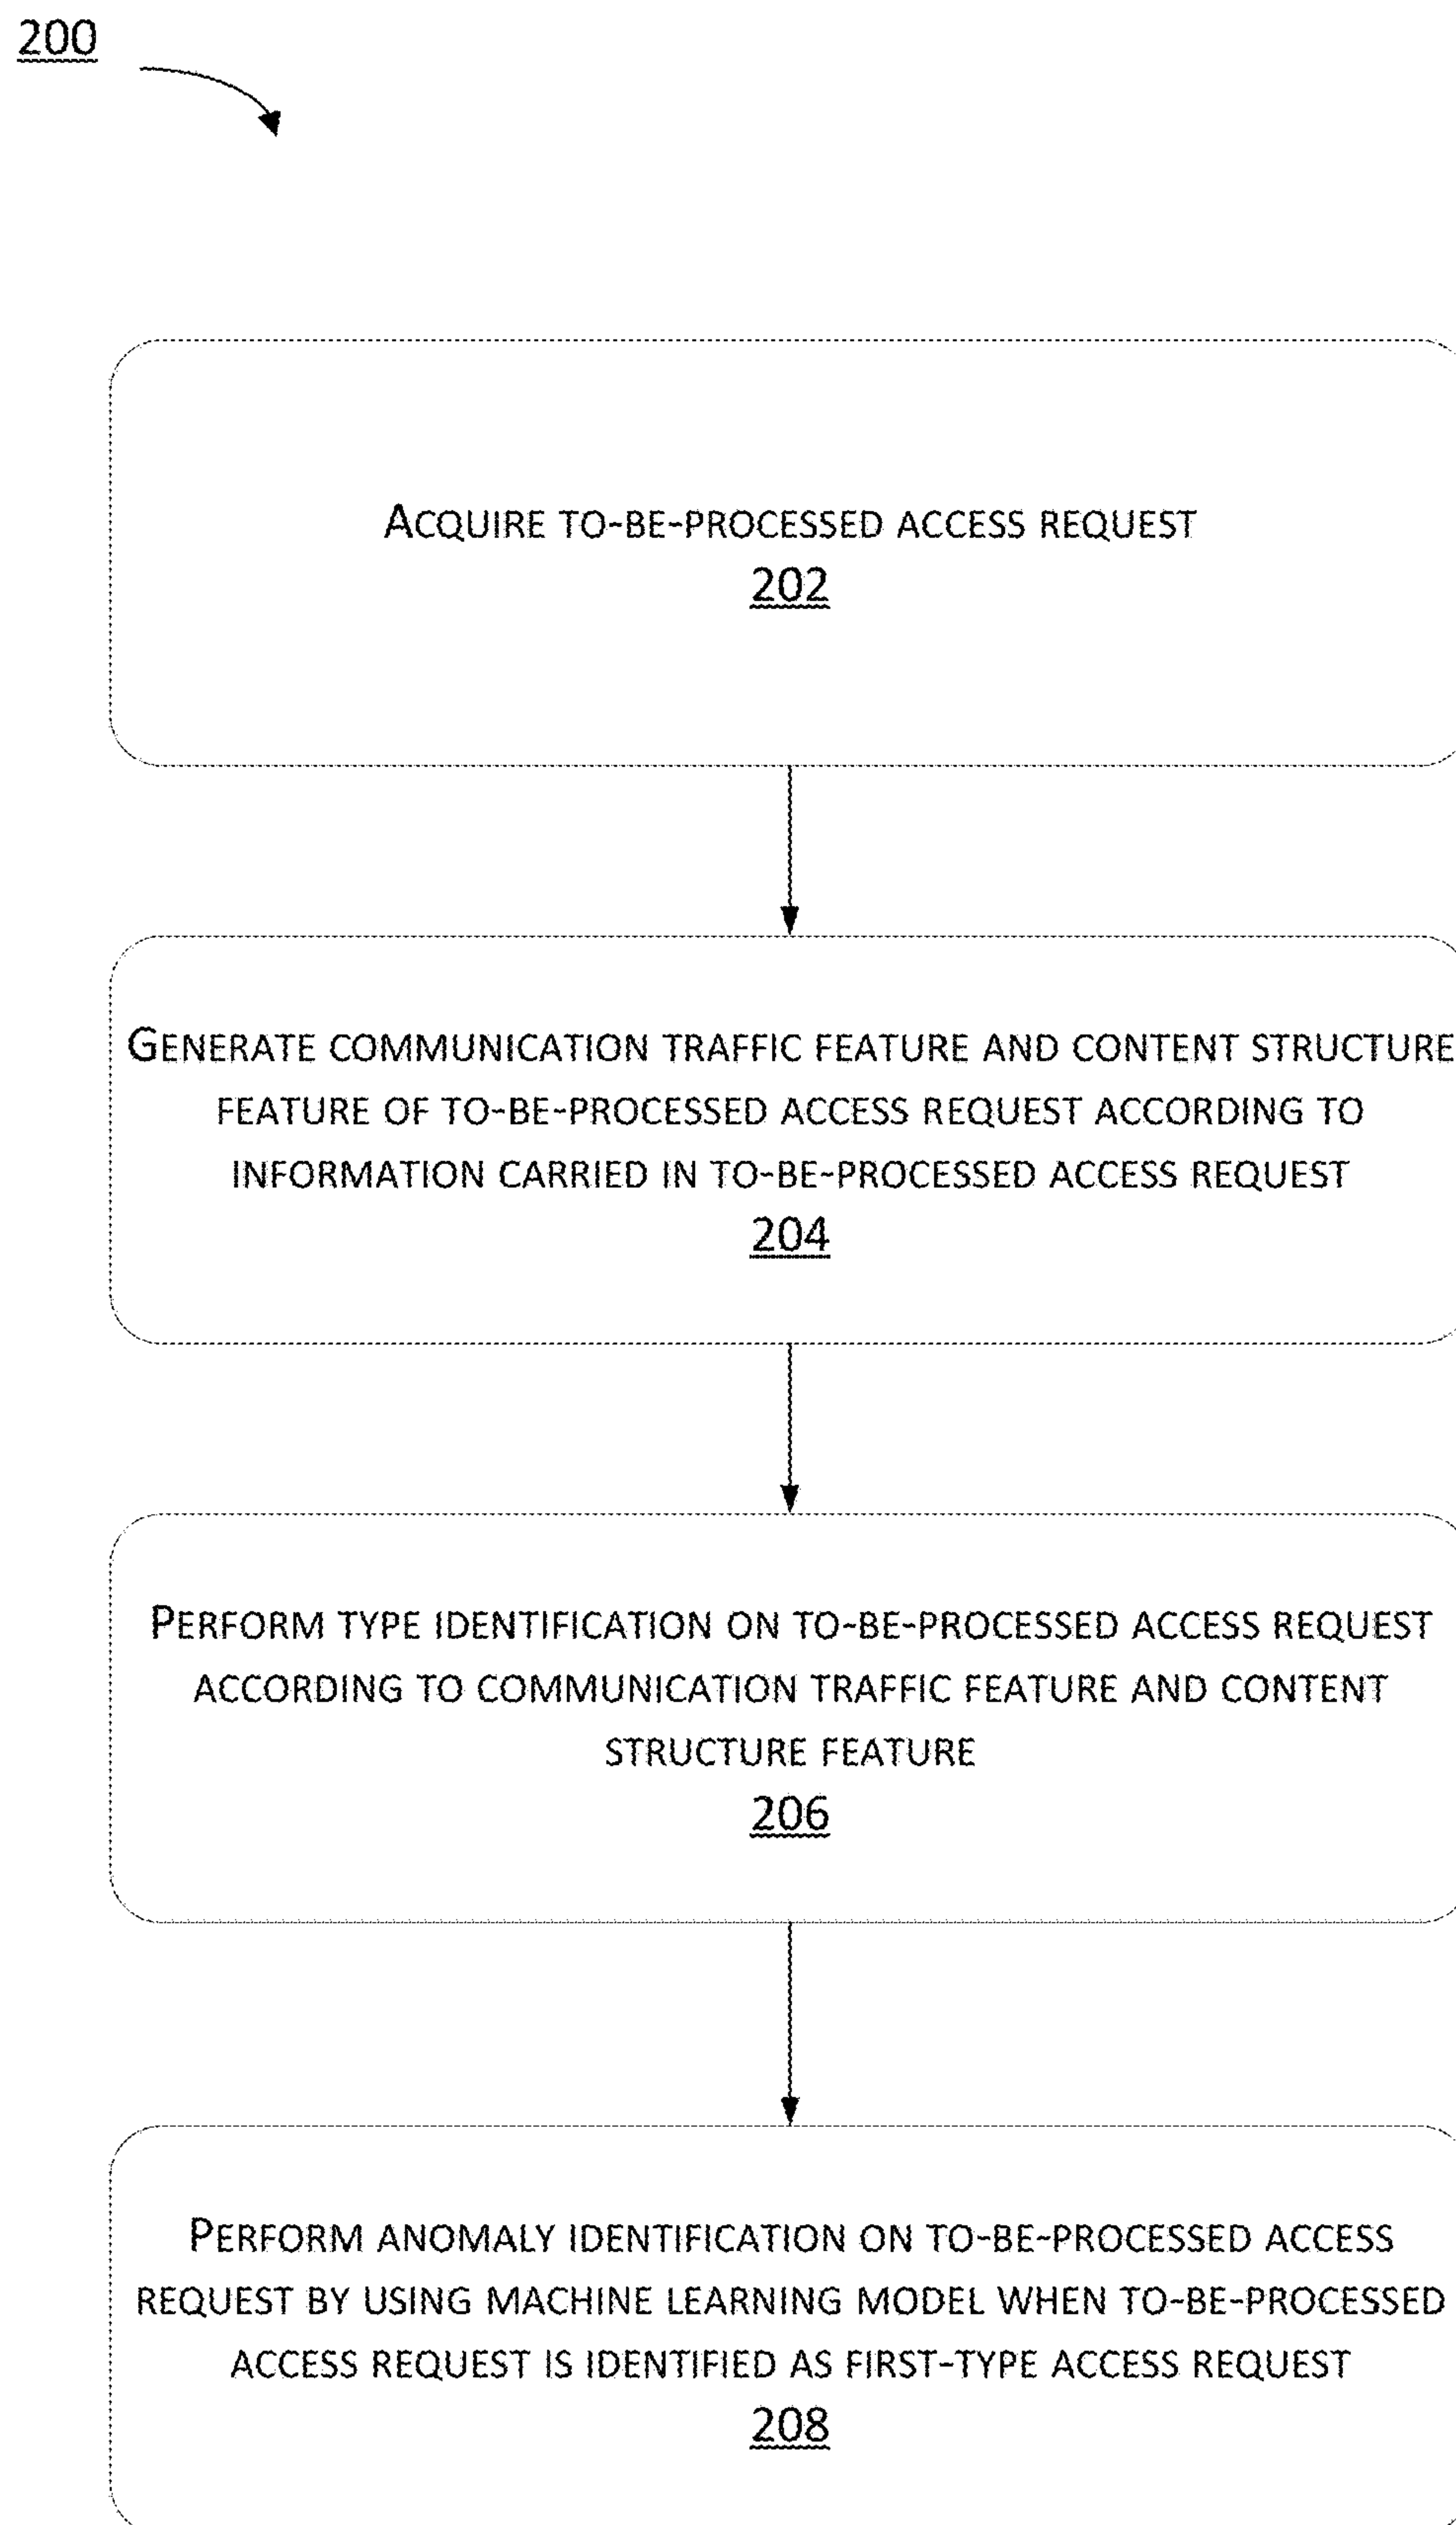 200
ACQUIRE TO-BE-PROCESSED ACCESS REQUEST
202
GENERATE COMMUNICATION TRAFFIC FEATURE AND CONTENT STRUCTURE
FEATURE OF TO-BE-PROCESSED ACCESS REQUEST ACCORDING TO
INFORMATION CARRIED IN TO-BE-PROCESSED ACCESS REQUEST
204
PERFORM TYPE IDENTIFICATION ON TO-BE-PROCESSED ACCESS REQUEST
ACCORDING TO COMMUNICATION TRAFFIC FEATURE AND CONTENT
STRUCTURE FEATURE
206
PERFORM ANOMALY IDENTIFICATION ON TO-BE-PROCESSED ACCESS
REQUEST BY USING MACHINE LEARNING MODEL WHEN TO-BE-PROCESSED
ACCESS REQUEST IS IDENTIFIED AS FIRST-TYPE ACCESS REQUEST
208